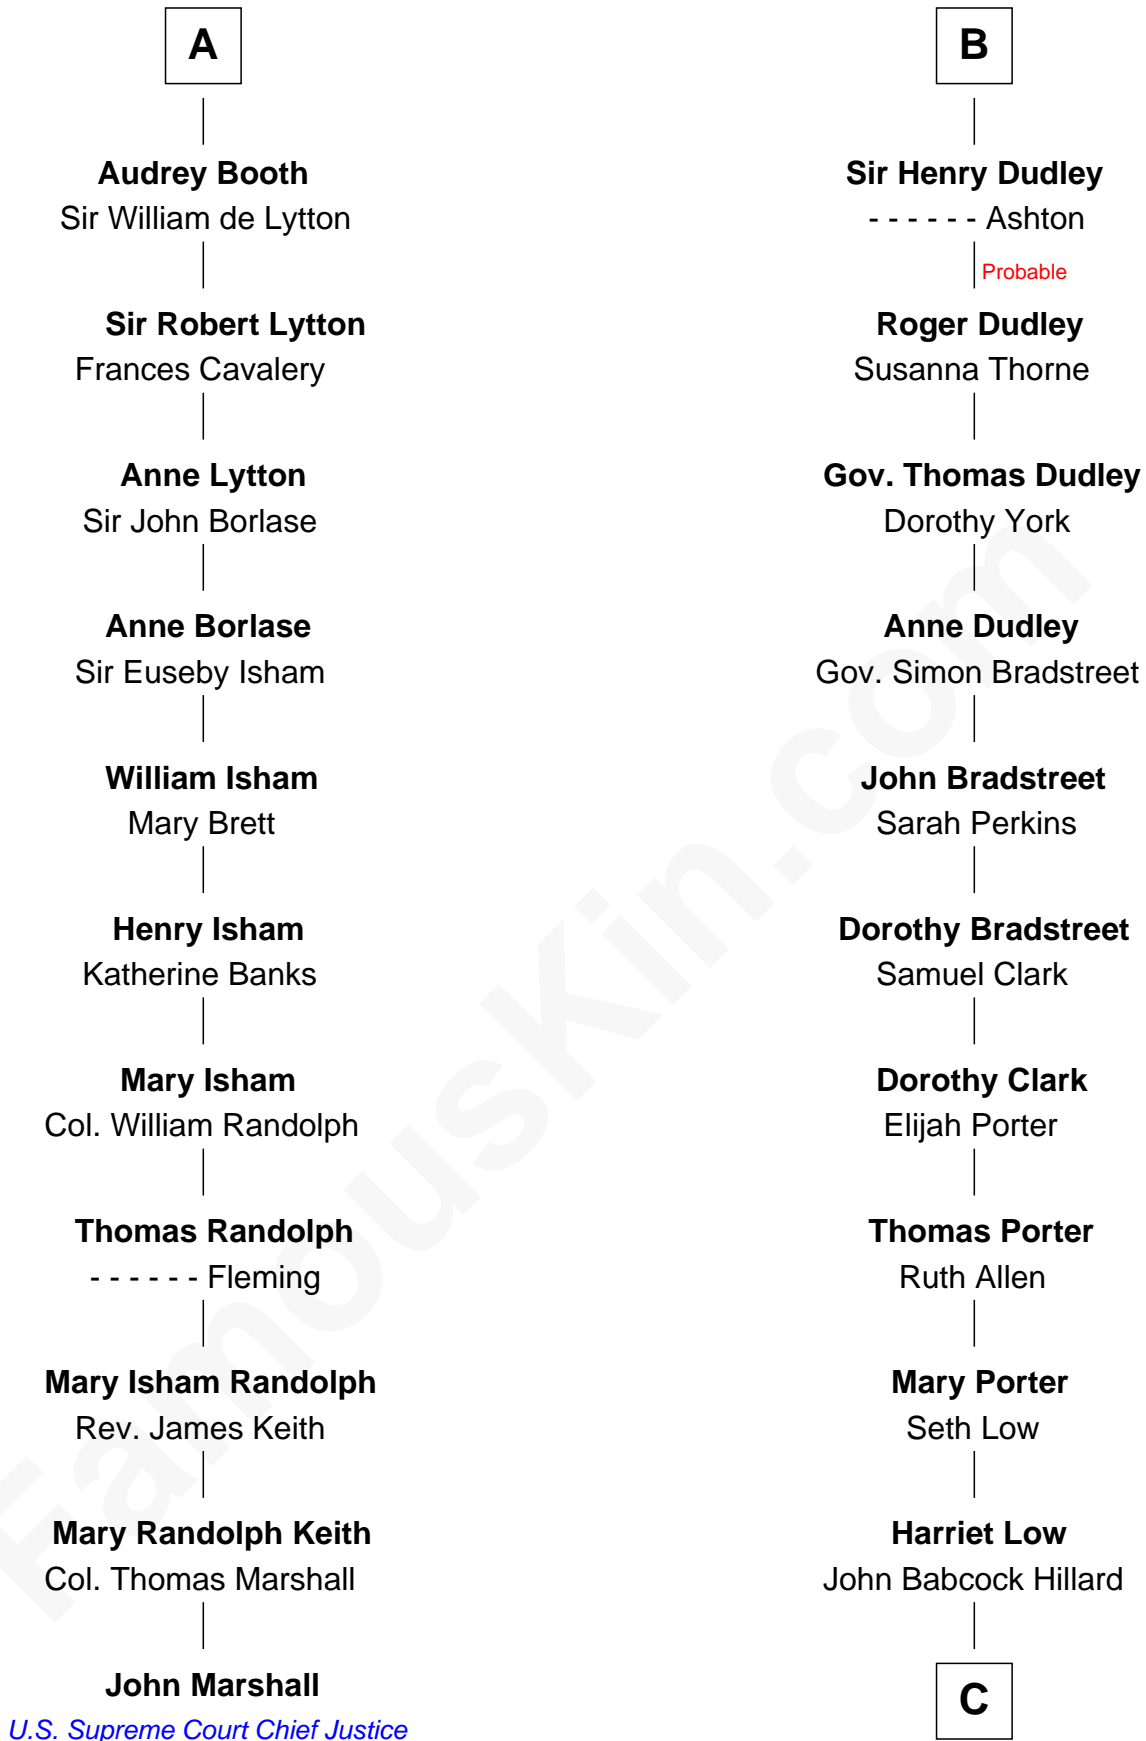 A
Audrey Booth
Sir William de Lytton
Sir Robert Lytton
Frances Cavalery
Anne Lytton
Sir John Borlase
Anne Borlase
Sir Euseby Isham
William Isham
Mary Brett
Henry Isham
Katherine Banks
Mary Isham
Col. William Randolph
Thomas Randolph
- - - - - - Fleming
Mary Isham Randolph
Rev. James Keith
Mary Randolph Keith
Col. Thomas Marshall
John Marshall
U.S. Supreme Court Chief Justice
B
Sir Henry Dudley
- - - - - - Ashton
Probable
Roger Dudley
Susanna Thorne
Gov. Thomas Dudley
Dorothy York
Anne Dudley
Gov. Simon Bradstreet
John Bradstreet
Sarah Perkins
Dorothy Bradstreet
Samuel Clark
Dorothy Clark
Elijah Porter
Thomas Porter
Ruth Allen
Mary Porter
Seth Low
Harriet Low
John Babcock Hillard
C
FamousKin.com